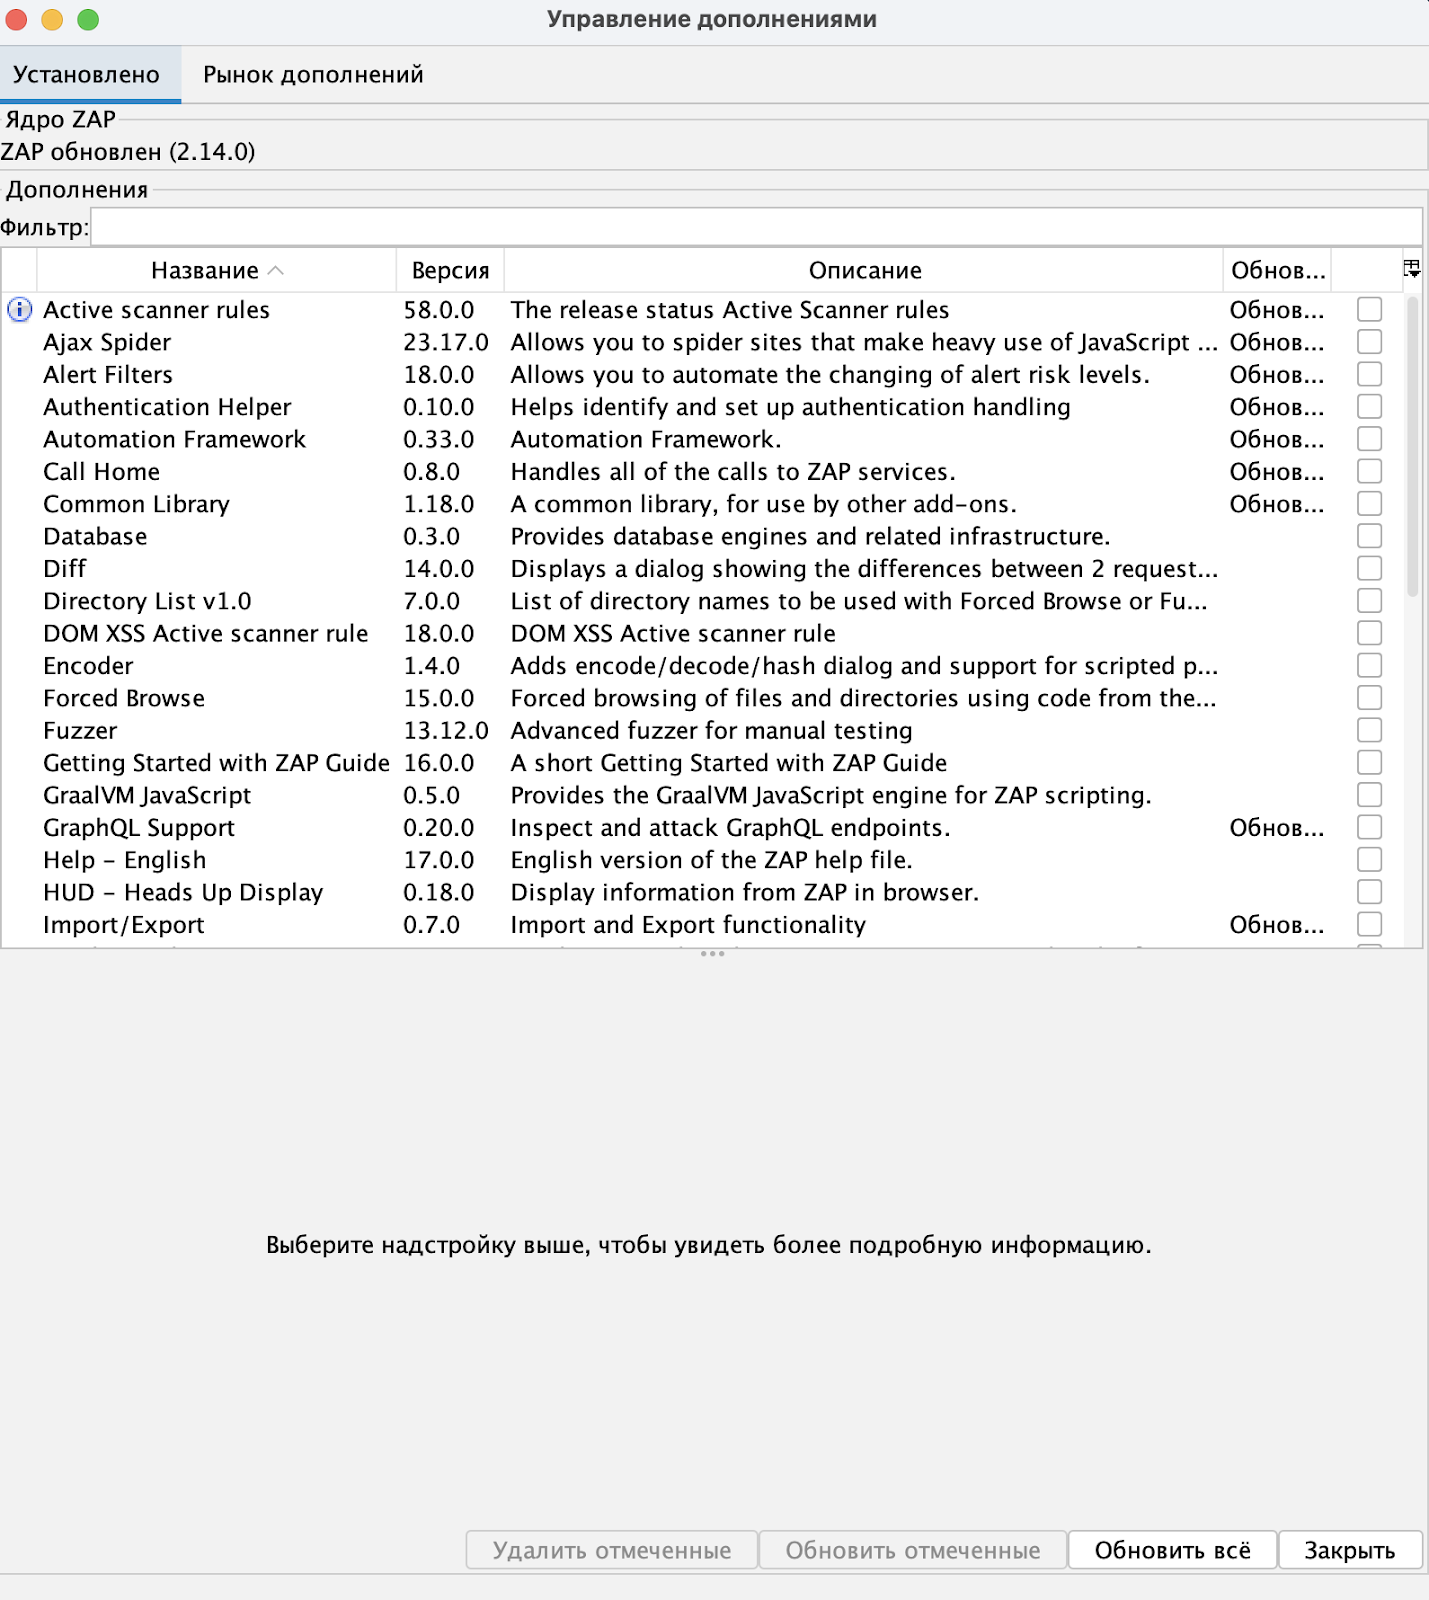 Управление дополнениями
Установлено Рынок дополнений
Ядро ZAP
ZAP обновлен (2.14.0)
Дополнения
Фильтр:
Название Версия Описание Обнов...
Active scanner rules 58.0.0 The release status Active Scanner rules Обнов...
Ajax Spider 23.17.0 Allows you to spider sites that make heavy use of JavaScript ... Обнов...
Alert Filters 18.0.0 Allows you to automate the changing of alert risk levels. Обнов...
Authentication Helper 0.10.0 Helps identify and set up authentication handling Обнов...
Automation Framework 0.33.0 Automation Framework. Обнов...
Call Home 0.8.0 Handles all of the calls to ZAP services. Обнов...
Common Library 1.18.0 A common library, for use by other add-ons. Обнов...
Database 0.3.0 Provides database engines and related infrastructure.
Diff 14.0.0 Displays a dialog showing the differences between 2 request...
Directory List v1.0 7.0.0 List of directory names to be used with Forced Browse or Fu...
DOM XSS Active scanner rule 18.0.0 DOM XSS Active scanner rule
Encoder 1.4.0 Adds encode/decode/hash dialog and support for scripted p...
Forced Browse 15.0.0 Forced browsing of files and directories using code from the...
Fuzzer 13.12.0 Advanced fuzzer for manual testing
Getting Started with ZAP Guide 16.0.0 A short Getting Started with ZAP Guide
GraalVM JavaScript 0.5.0 Provides the GraalVM JavaScript engine for ZAP scripting.
GraphQL Support 0.20.0 Inspect and attack GraphQL endpoints. Обнов...
Help - English 17.0.0 English version of the ZAP help file.
HUD - Heads Up Display 0.18.0 Display information from ZAP in browser.
Import/Export 0.7.0 Import and Export functionality Обнов...
Выберите надстройку выше, чтобы увидеть более подробную информацию.
Удалить отмеченные Обновить отмеченные Обновить всё Закрыть